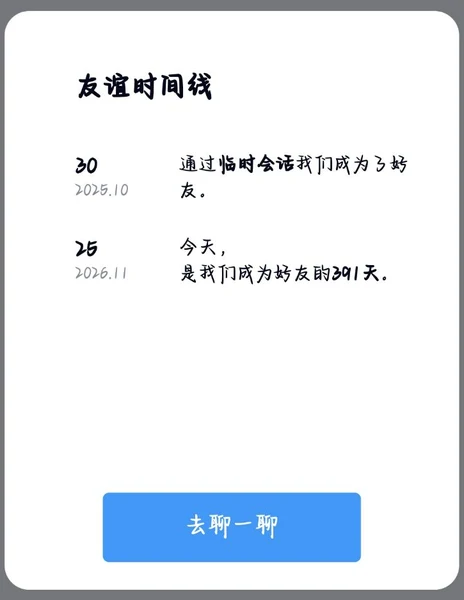 友谊时间线
30
2025.10
通过临时会话我们成为了好
友。
25
2026.11
今天，
是我们成为好友的391天。
去聊一聊